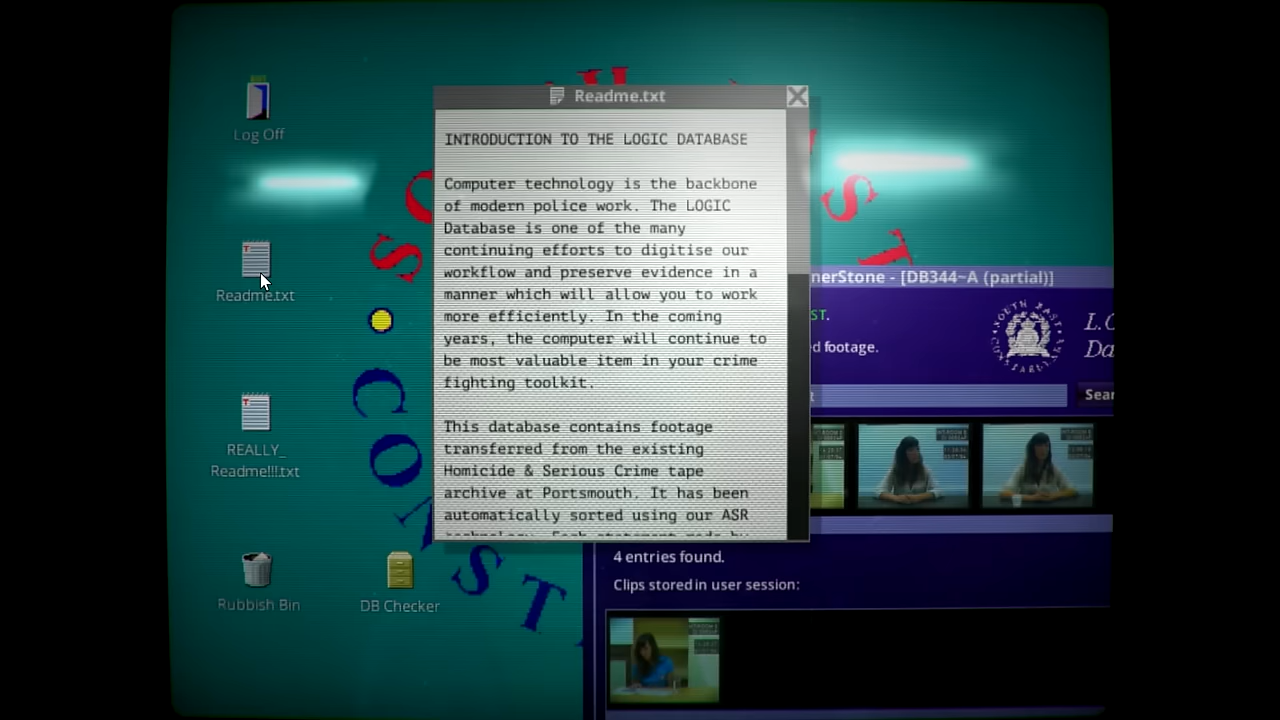 Log Off
Readme.txt
REALLY_
Readme!!!.txt
Rubbish Bin
DB Checker
Readme.txt
INTRODUCTION TO THE LOGIC DATABASE
Computer technology is the backbone
of modern police work. The LOGIC
Database is one of the many
continuing efforts to digitise our
workflow and preserve evidence in a
manner which will allow you to work
more efficiently. In the coming
years, the computer will continue to
be most valuable item in your crime
fighting toolkit.
This database contains footage
transferred from the existing
Homicide & Serious Crime tape
archive at Portsmouth. It has been
automatically sorted using our ASR
nerStone - [DB344~A (partial)]
ST.
d footage.
SOUTH EAST
L.O
Da
Sear
4 entries found.
Clips stored in user session:
S
S T
C O N S T